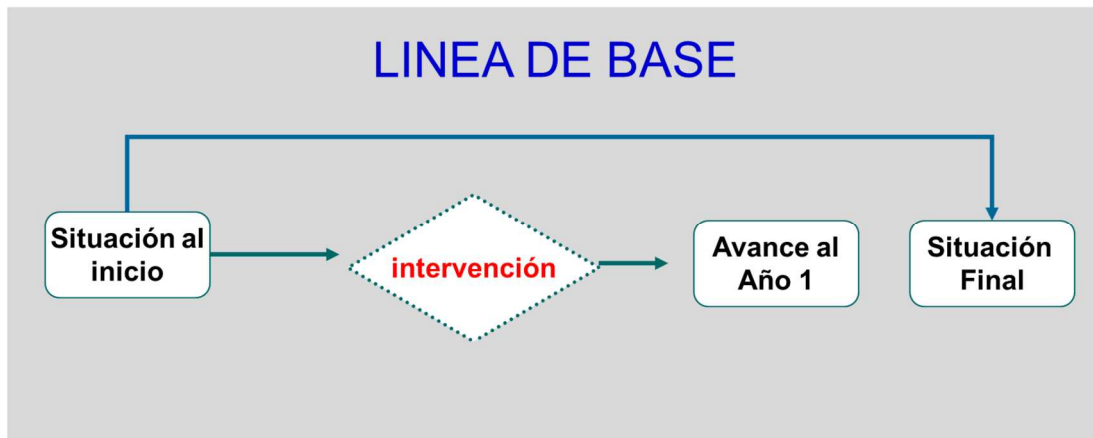 LINEA DE BASE
Situación al
inicio
intervención
Avance al
Año 1
Situación
Final